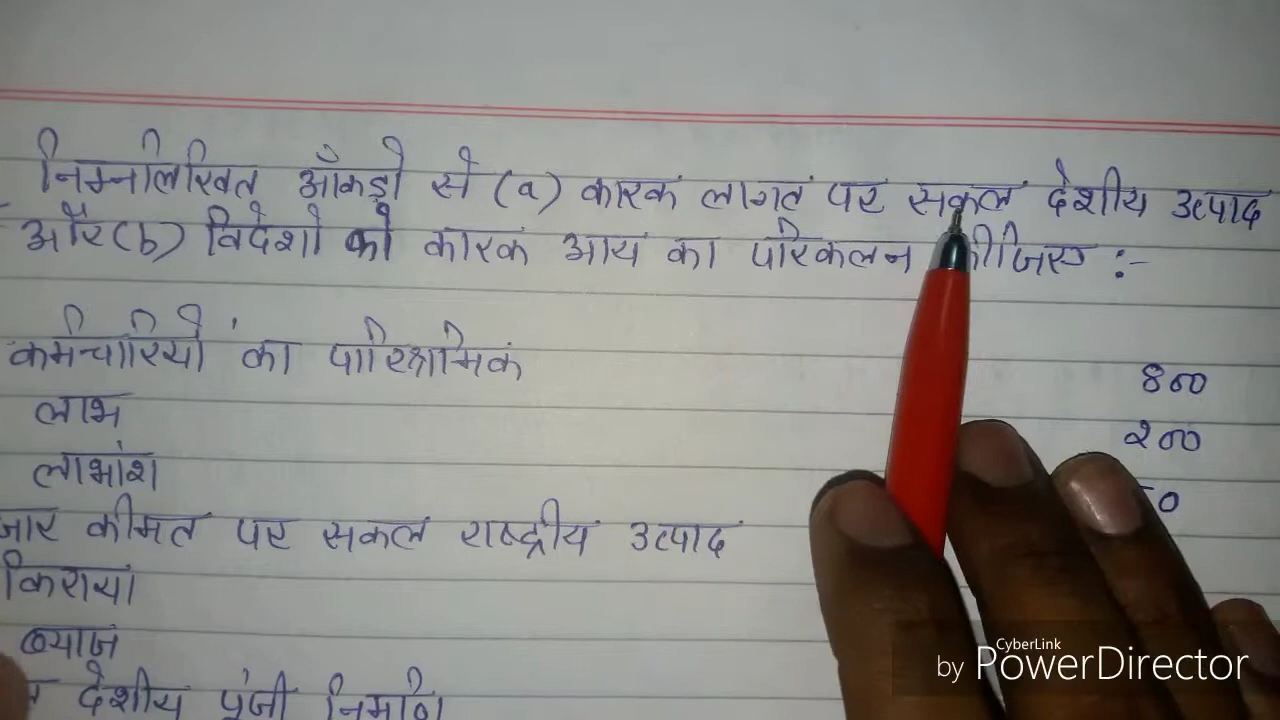 निम्नलिखित आँकड़ो से (a) कारक लागत पर सकल देशीय उत्पाद
और (b) विदेशो को कारक आय का परिकलन कीजिए :-
कर्मचारियों का पारिश्रमिक 800
लाभ 200
लाभांश
जार कीमत पर सकल राष्ट्रीय उत्पाद
किराया
ब्याज
देशीय पूंजी निर्माण
CyberLink
by PowerDirector